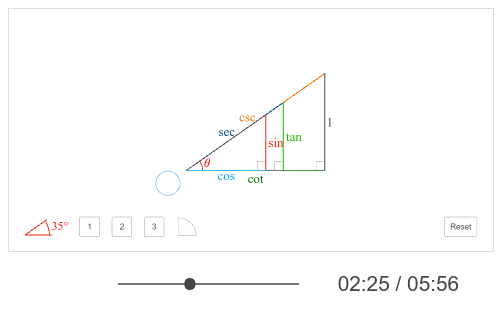 csc
1
sec
sin
tan
θ
cos
cot
35°
1
2
3
Reset
02:25 / 05:56